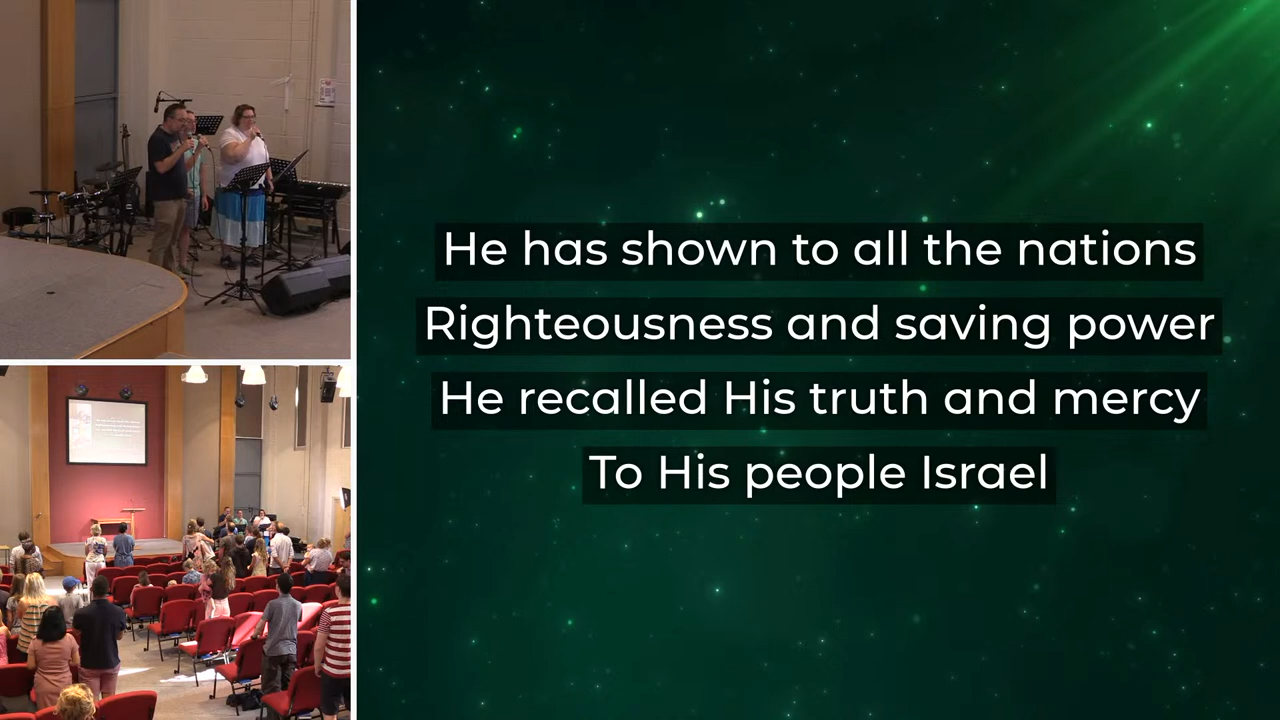 He has shown to all the nations
Righteousness and saving power
He recalled His truth and mercy
To His people Israel